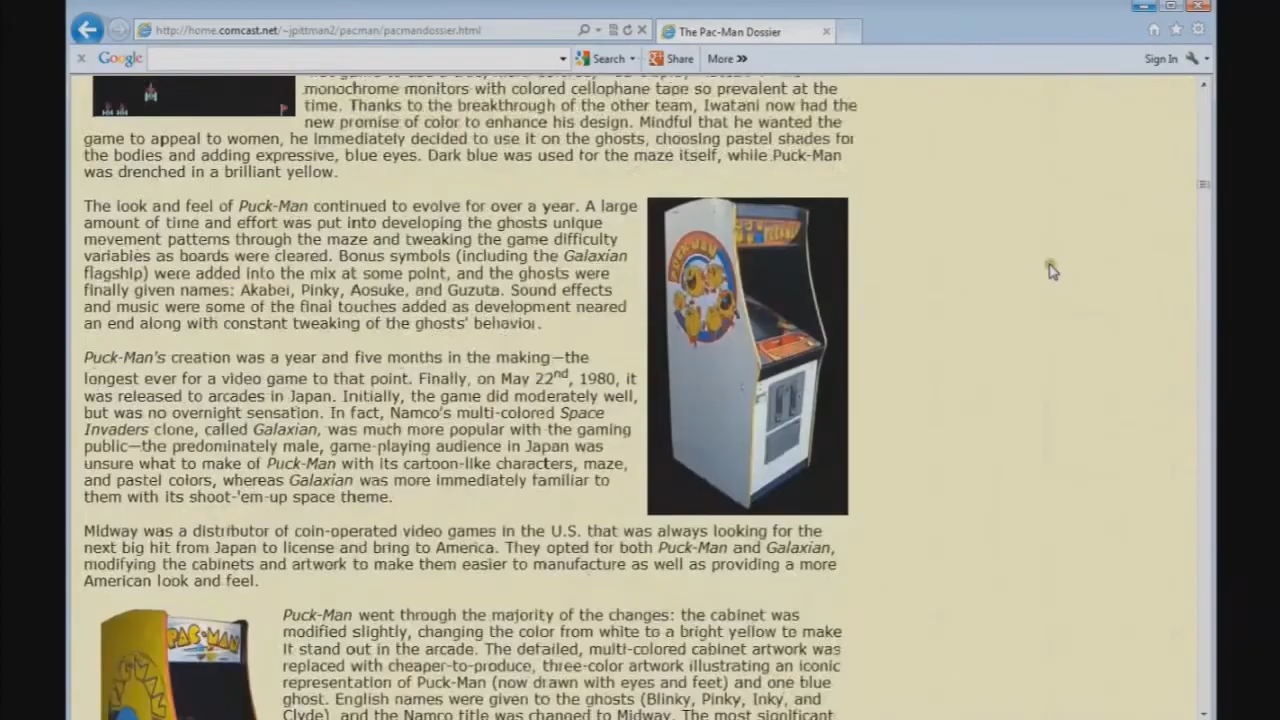 http://home.comcast.net/~jpittman2/pacman/pacmandossier.html
The Pac-Man Dossier
Google
Search
Share
More »
Sign In
monochrome monitors with colored cellophane tape so prevalent at the
time. Thanks to the breakthrough of the other team, Iwatani now had the
new promise of color to enhance his design. Mindful that he wanted the
game to appeal to women, he immediately decided to use it on the ghosts, choosing pastel shades for
the bodies and adding expressive, blue eyes. Dark blue was used for the maze itself, while Puck-Man
was drenched in a brilliant yellow.
The look and feel of Puck-Man continued to evolve for over a year. A large
amount of time and effort was put into developing the ghosts unique
movement patterns through the maze and tweaking the game difficulty
variables as boards were cleared. Bonus symbols (including the Galaxian
flagship) were added into the mix at some point, and the ghosts were
finally given names: Akabei, Pinky, Aosuke, and Guzuta. Sound effects
and music were some of the final touches added as development neared
an end along with constant tweaking of the ghosts' behavior.
Puck-Man's creation was a year and five months in the making—the
longest ever for a video game to that point. Finally, on May 22nd, 1980, it
was released to arcades in Japan. Initially, the game did moderately well,
but was no overnight sensation. In fact, Namco's multi-colored Space
Invaders clone, called Galaxian, was much more popular with the gaming
public—the predominately male, game-playing audience in Japan was
unsure what to make of Puck-Man with its cartoon-like characters, maze,
and pastel colors, whereas Galaxian was more immediately familiar to
them with its shoot-'em-up space theme.
Midway was a distributor of coin-operated video games in the U.S. that was always looking for the
next big hit from Japan to license and bring to America. They opted for both Puck-Man and Galaxian,
modifying the cabinets and artwork to make them easier to manufacture as well as providing a more
American look and feel.
PAC-MAN
Puck-Man went through the majority of the changes: the cabinet was
modified slightly, changing the color from white to a bright yellow to make
it stand out in the arcade. The detailed, multi-colored cabinet artwork was
replaced with cheaper-to-produce, three-color artwork illustrating an iconic
representation of Puck-Man (now drawn with eyes and feet) and one blue
ghost. English names were given to the ghosts (Blinky, Pinky, Inky, and
Clyde), and the Namco title was changed to Midway. The most significant